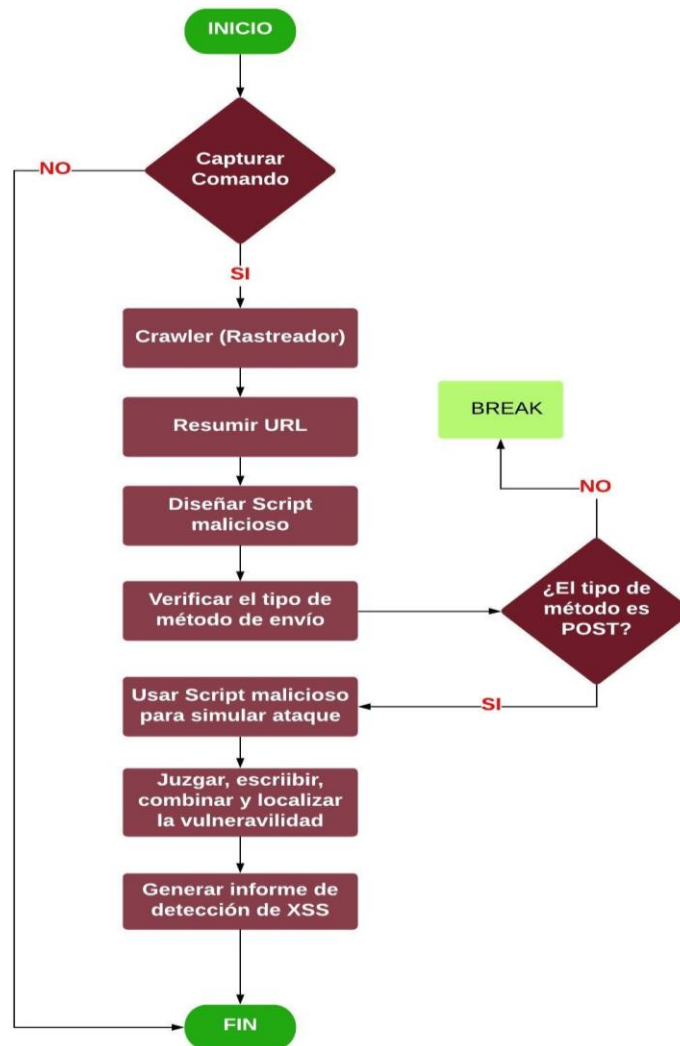 INICIO
Capturar
Comando
NO
SI
Crawler (Rastreador)
Resumir URL
BREAK
Diseñar Script
malicioso
NO
Verificar el tipo de
método de envío
¿El tipo de
método es
POST?
Usar Script malicioso
para simular ataque
SI
Juzgar, escriibir,
combinar y localizar
la vulneravilidad
Generar informe de
detección de XSS
FIN